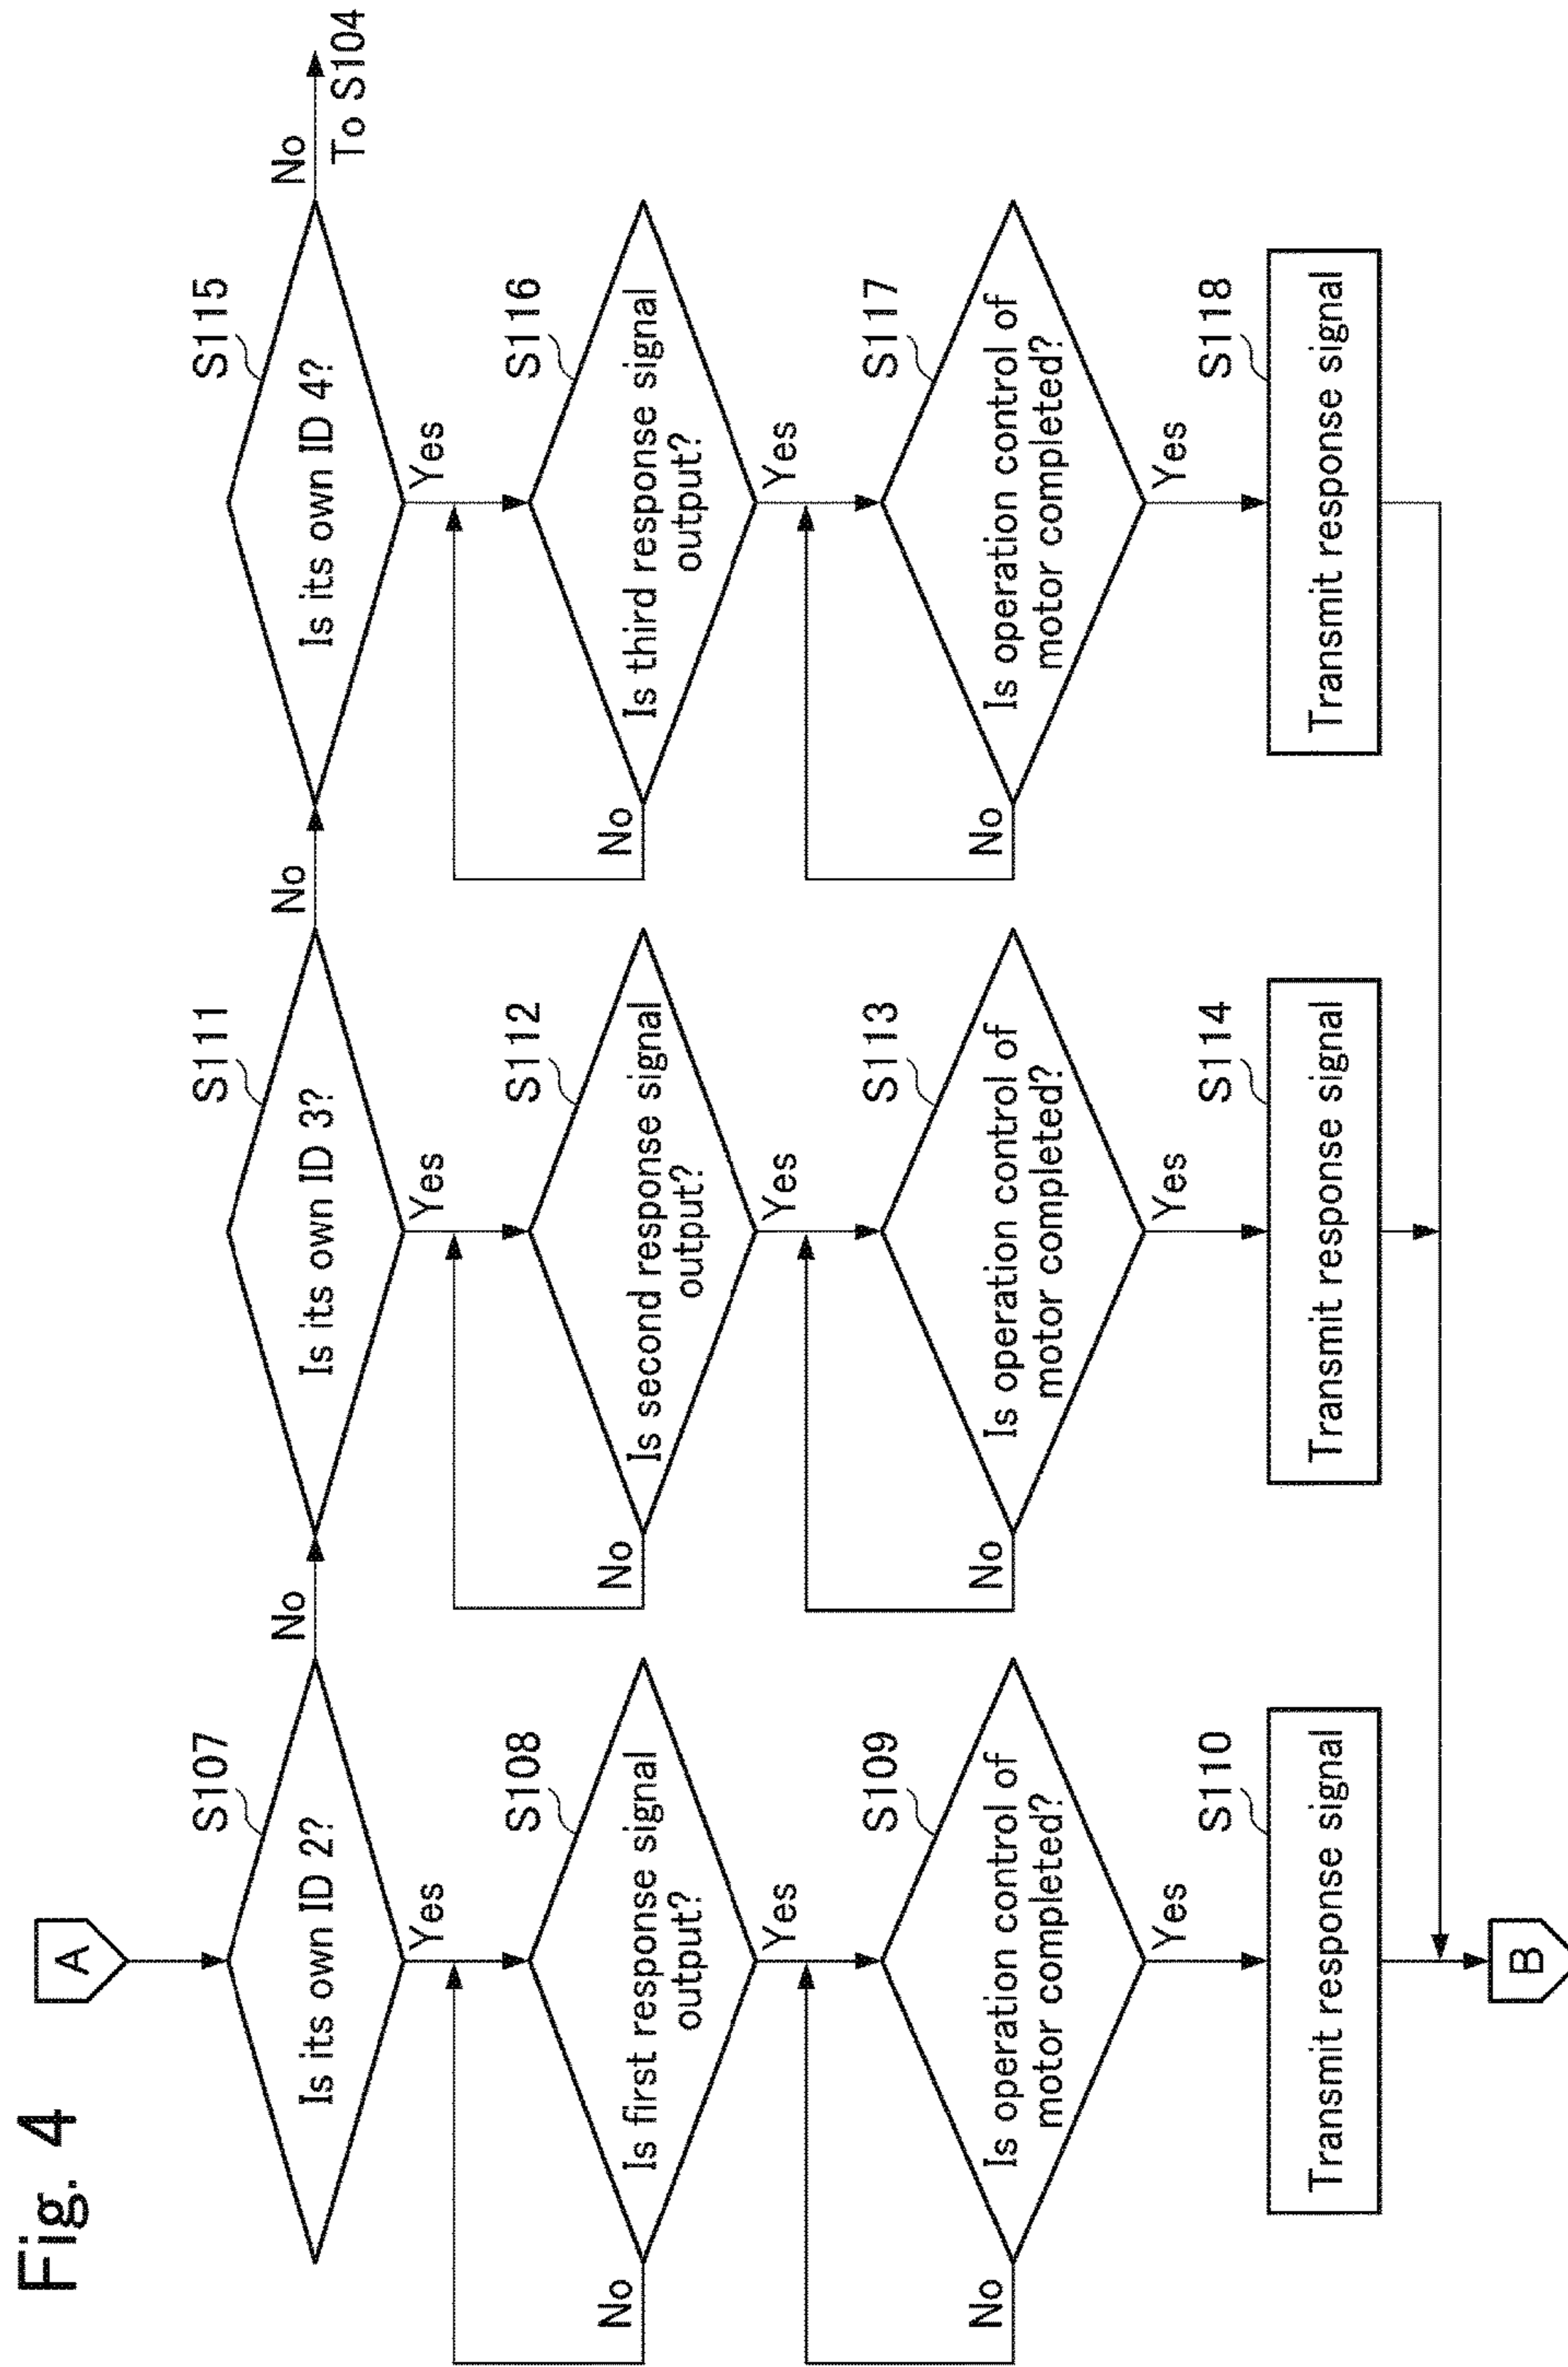 Fig. 4
A
S107
Is its own ID 2?
No
Yes
S108
Is first response signal
output?
No
Yes
S109
Is operation control of
motor completed?
No
Yes
S110
Transmit response signal
S111
Is its own ID 3?
No
Yes
S112
Is second response signal
output?
No
Yes
S113
Is operation control of
motor completed?
No
Yes
S114
Transmit response signal
S115
Is its own ID 4?
No
To S104
Yes
S116
Is third response signal
output?
No
Yes
S117
Is operation control of
motor completed?
No
Yes
S118
Transmit response signal
B